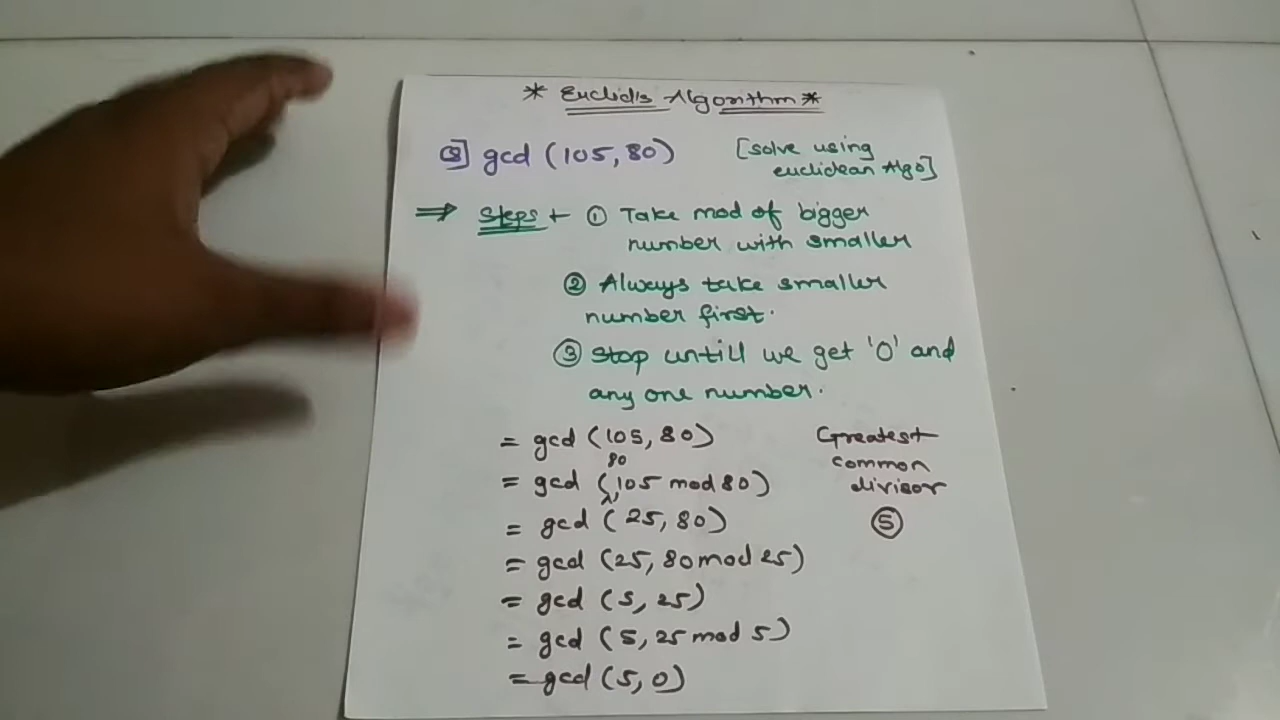 * Euclid's Algorithm *
Q] gcd (105, 80) [solve using
euclidean Algo]
⇒ Steps + ① Take mod of bigger
number with smaller
② Always take smaller
number first.
③ Stop untill we get '0' and
any one number.
= gcd (105, 80) Greatest
80 common
= gcd (, 105 mod 80) divisor
= gcd (25, 80) ⑤
= gcd (25, 80 mod 25)
= gcd (5, 25)
= gcd (5, 25 mod 5)
= gcd (5, 0)